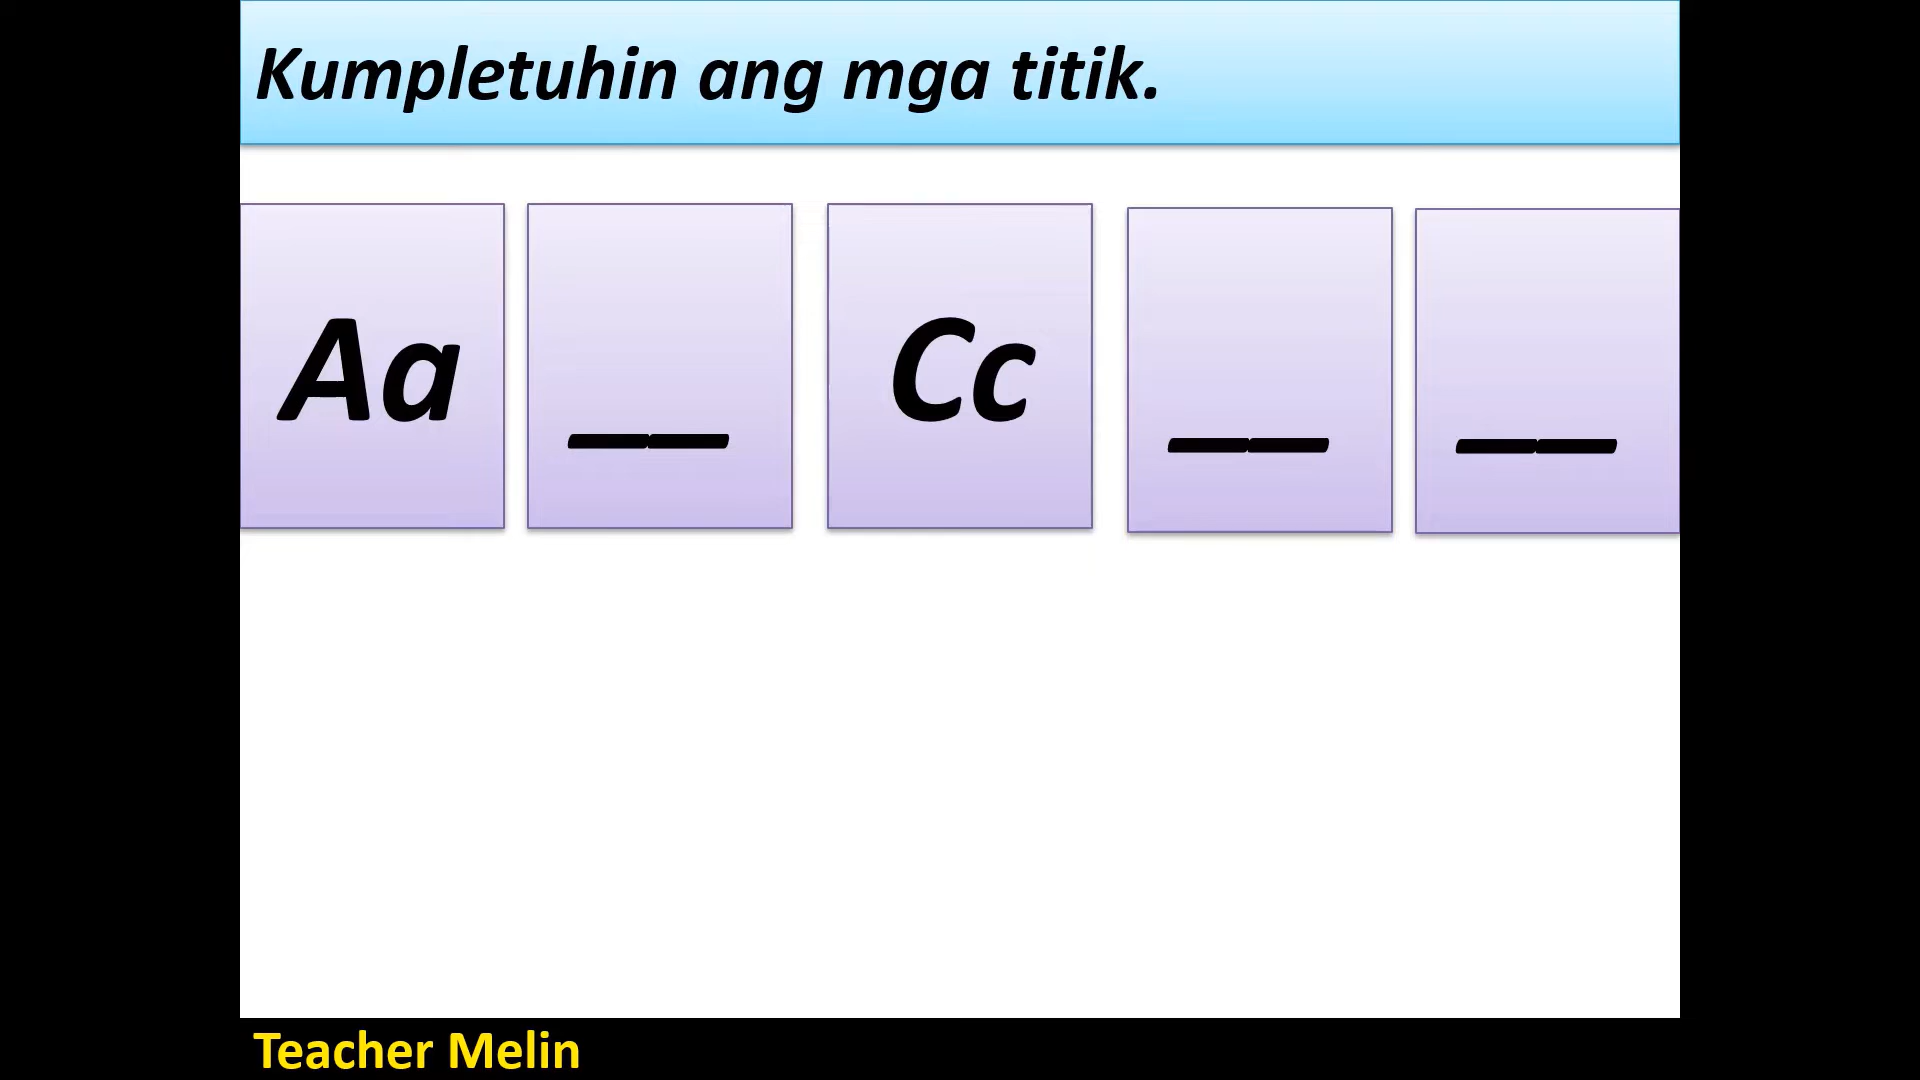 Kumpletuhin ang mga titik.
Aa __ Cc __ __
Teacher Melin